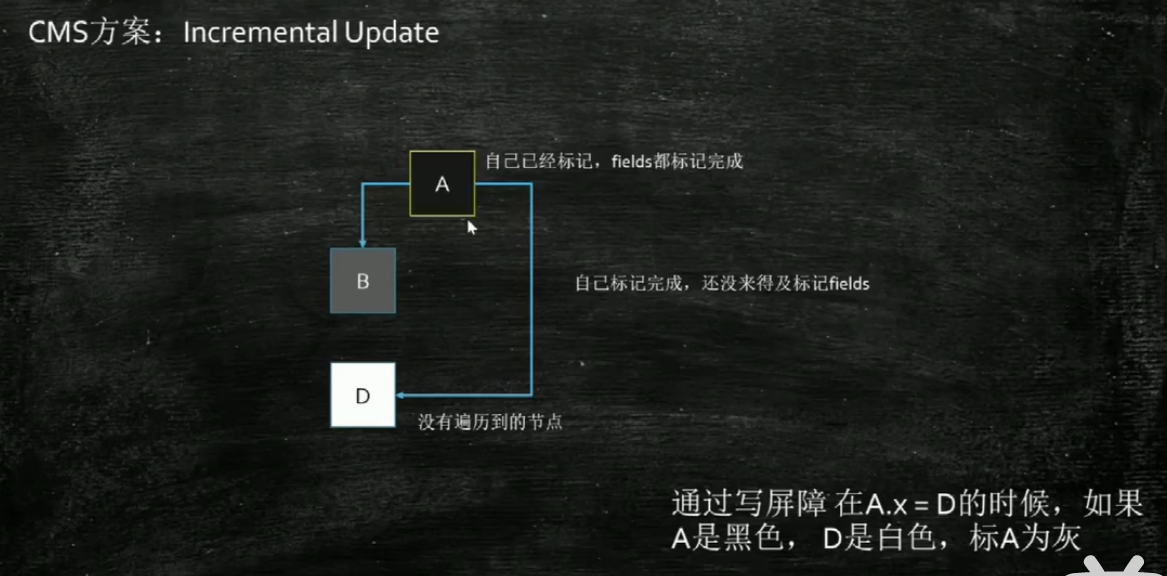 CMS方案：Incremental Update
自己已经标记，fields都标记完成
A
B
自己标记完成，还没来得及标记fields
D
没有遍历到的节点
通过写屏障 在A.x = D的时候，如果
A是黑色， D是白色，标A为灰